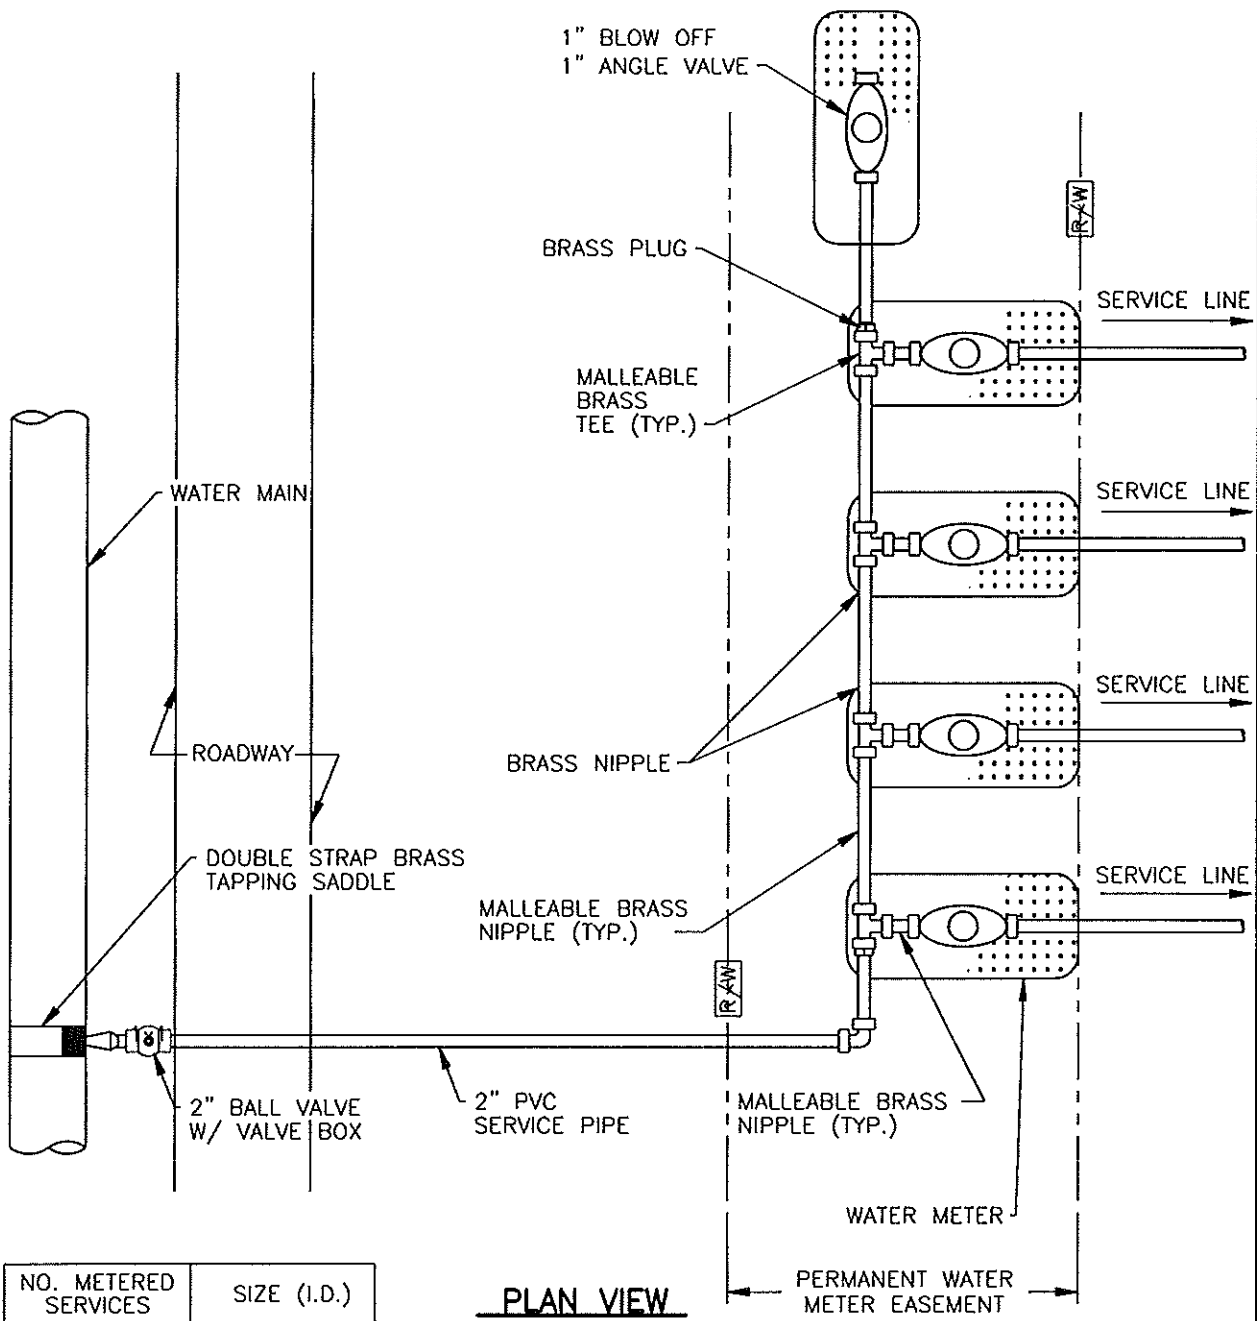 1" BLOW OFF
1" ANGLE VALVE
R/W
BRASS PLUG
SERVICE LINE
MALLEABLE
BRASS
TEE (TYP.)
WATER MAIN
SERVICE LINE
SERVICE LINE
ROADWAY
BRASS NIPPLE
DOUBLE STRAP BRASS
TAPPING SADDLE
SERVICE LINE
MALLEABLE BRASS
NIPPLE (TYP.)
R/W
2" BALL VALVE
W/ VALVE BOX
2" PVC
SERVICE PIPE
MALLEABLE BRASS
NIPPLE (TYP.)
WATER METER
NO. METERED
SERVICES
SIZE (I.D.)
PLAN VIEW
PERMANENT WATER
METER EASEMENT